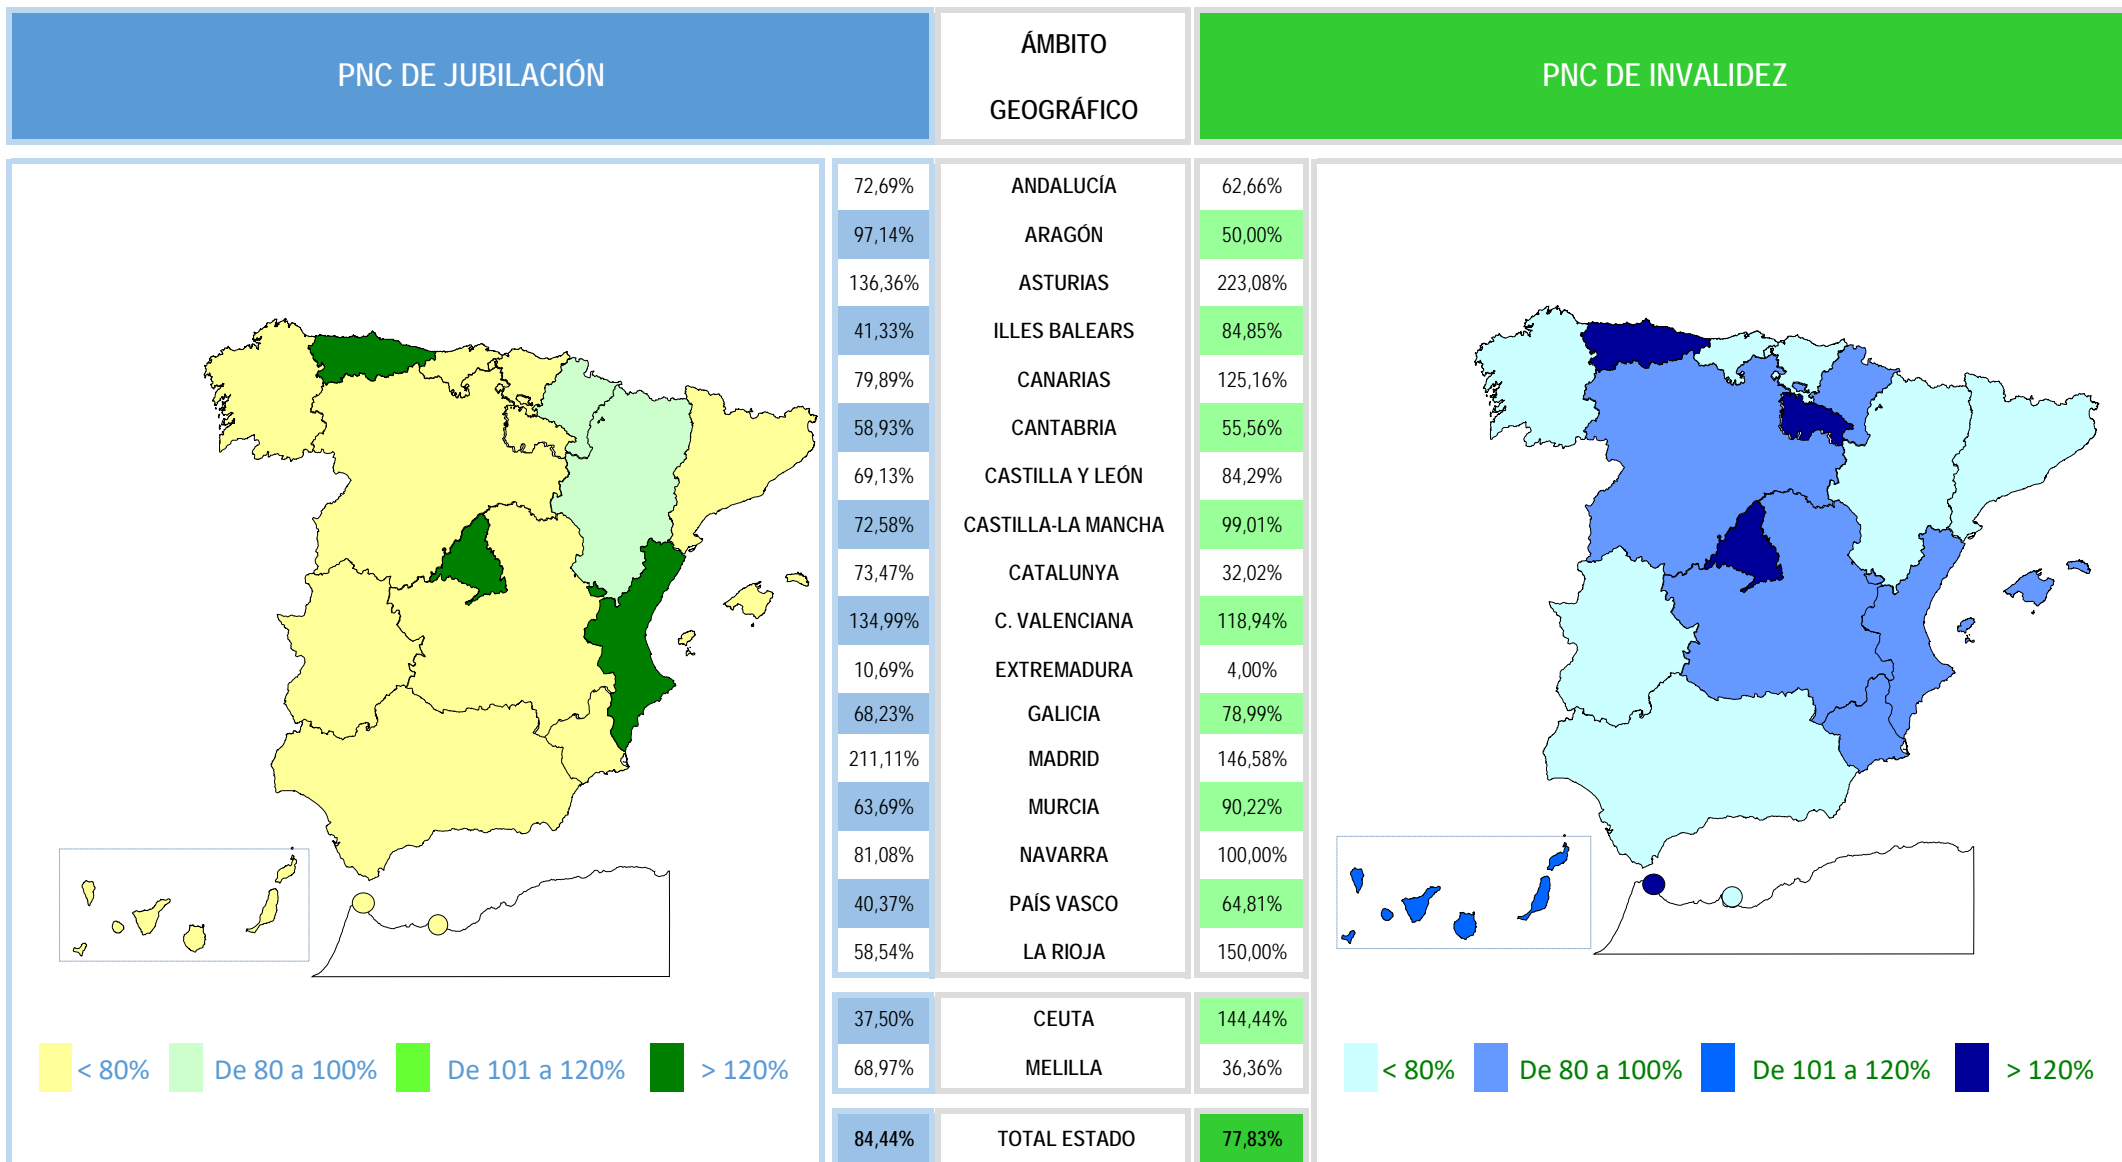 PNC DE JUBILACIÓN
ÁMBITO
GEOGRÁFICO
PNC DE INVALIDEZ
72,69% ANDALUCÍA 62,66%
97,14% ARAGÓN 50,00%
136,36% ASTURIAS 223,08%
41,33% ILLES BALEARS 84,85%
79,89% CANARIAS 125,16%
58,93% CANTABRIA 55,56%
69,13% CASTILLA Y LEÓN 84,29%
72,58% CASTILLA-LA MANCHA 99,01%
73,47% CATALUNYA 32,02%
134,99% C. VALENCIANA 118,94%
10,69% EXTREMADURA 4,00%
68,23% GALICIA 78,99%
211,11% MADRID 146,58%
63,69% MURCIA 90,22%
81,08% NAVARRA 100,00%
40,37% PAÍS VASCO 64,81%
58,54% LA RIOJA 150,00%
37,50% CEUTA 144,44%
68,97% MELILLA 36,36%
84,44% TOTAL ESTADO 77,83%
< 80% De 80 a 100% De 101 a 120% > 120%
< 80% De 80 a 100% De 101 a 120% > 120%